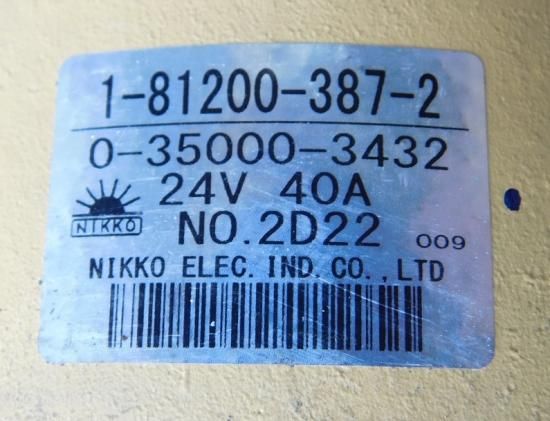 1-81200-387-2
0-35000-3432
24V 40A
NIKKO
NO.2D22 009
NIKKO ELEC. IND. CO., LTD